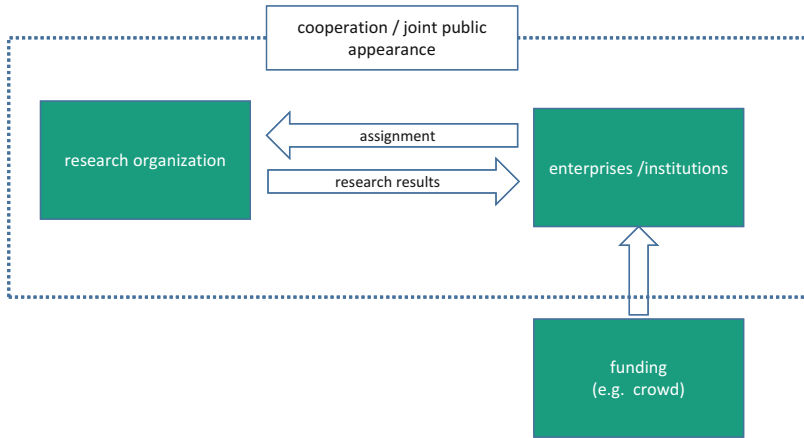 cooperation / joint public
appearance
research organization
assignment
research results
enterprises /institutions
funding
(e.g. crowd)